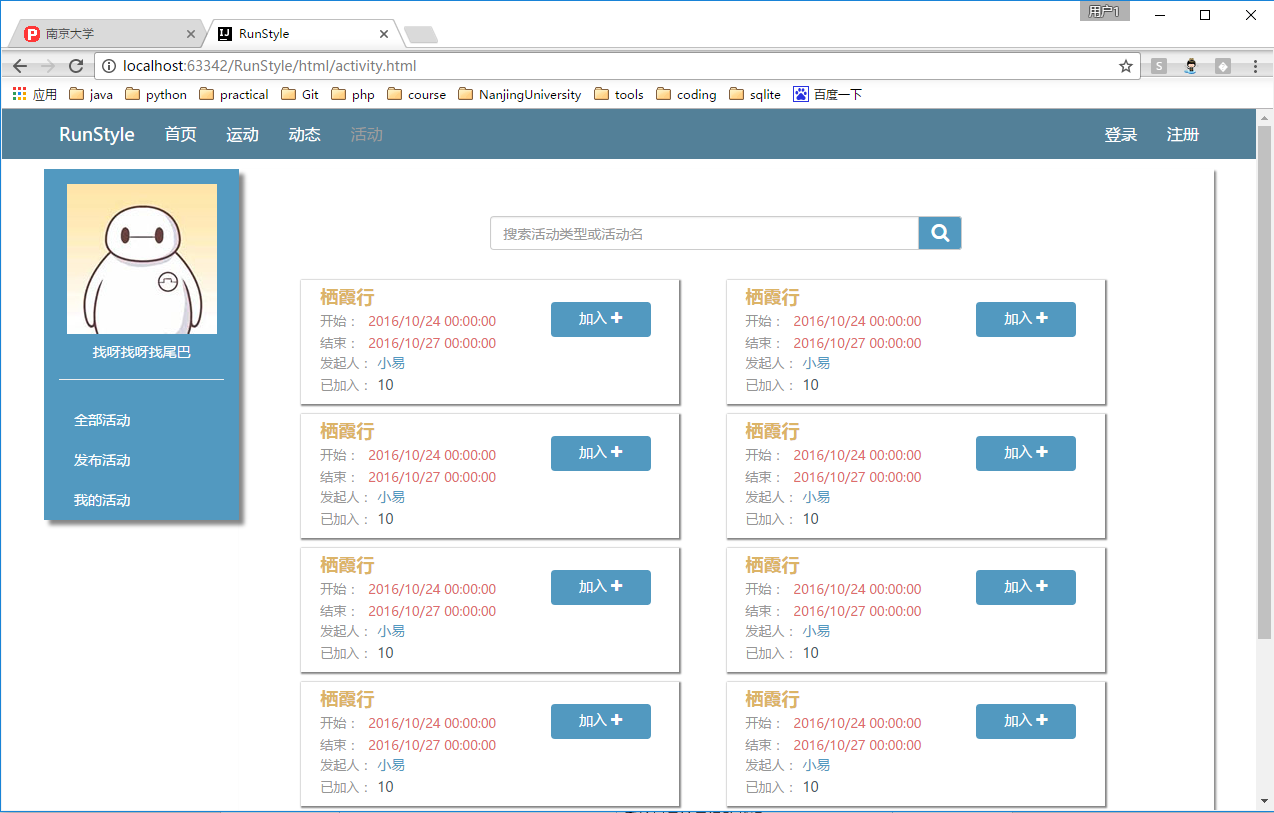 用户1
南京大学
RunStyle
localhost:63342/RunStyle/html/activity.html
应用 java python practical Git php course NanjingUniversity tools coding sqlite 百度一下
RunStyle 首页 运动 动态 活动 登录 注册
找呀找呀找尾巴
全部活动
发布活动
我的活动
搜索活动类型或活动名
栖霞行
开始: 2016/10/24 00:00:00
结束: 2016/10/27 00:00:00
发起人: 小易
已加入: 10
加入
栖霞行
开始: 2016/10/24 00:00:00
结束: 2016/10/27 00:00:00
发起人: 小易
已加入: 10
加入
栖霞行
开始: 2016/10/24 00:00:00
结束: 2016/10/27 00:00:00
发起人: 小易
已加入: 10
加入
栖霞行
开始: 2016/10/24 00:00:00
结束: 2016/10/27 00:00:00
发起人: 小易
已加入: 10
加入
栖霞行
开始: 2016/10/24 00:00:00
结束: 2016/10/27 00:00:00
发起人: 小易
已加入: 10
加入
栖霞行
开始: 2016/10/24 00:00:00
结束: 2016/10/27 00:00:00
发起人: 小易
已加入: 10
加入
栖霞行
开始: 2016/10/24 00:00:00
结束: 2016/10/27 00:00:00
发起人: 小易
已加入: 10
加入
栖霞行
开始: 2016/10/24 00:00:00
结束: 2016/10/27 00:00:00
发起人: 小易
已加入: 10
加入